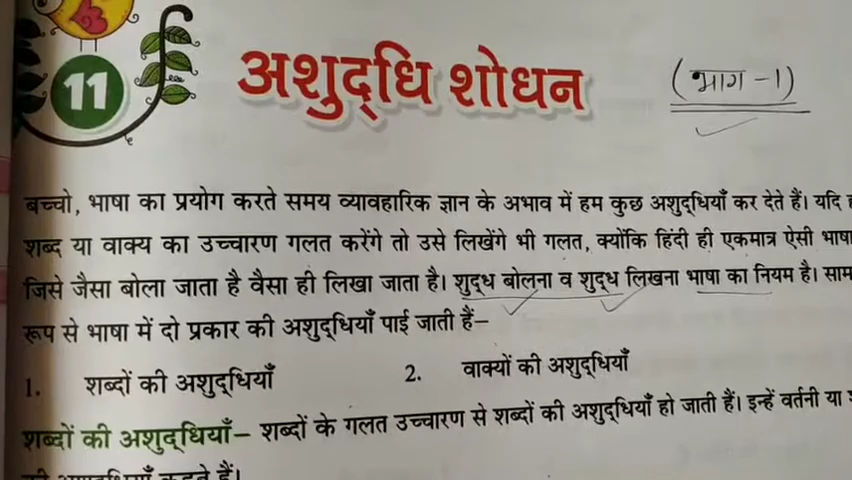 11
अशुद्धि शोधन
(भाग -1)
बच्चो, भाषा का प्रयोग करते समय व्यावहारिक ज्ञान के अभाव में हम कुछ अशुद्धियाँ कर देते हैं। यदि
शब्द या वाक्य का उच्चारण गलत करेंगे तो उसे लिखेंगे भी गलत, क्योंकि हिंदी ही एकमात्र ऐसी भाषा
जिसे जैसा बोला जाता है वैसा ही लिखा जाता है। शुद्ध बोलना व शुद्ध लिखना भाषा का नियम है। साम
रूप से भाषा में दो प्रकार की अशुद्धियाँ पाई जाती हैं–
1. शब्दों की अशुद्धियाँ 2. वाक्यों की अशुद्धियाँ
शब्दों की अशुद्धियाँ– शब्दों के गलत उच्चारण से शब्दों की अशुद्धियाँ हो जाती हैं। इन्हें वर्तनी या
की अशुद्धियाँ कहते हैं।